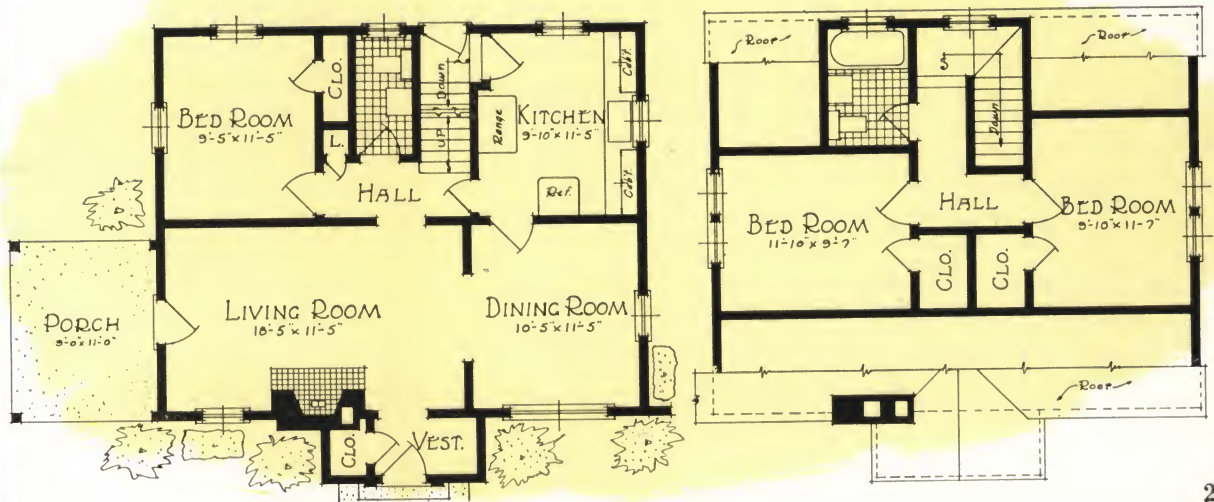 BED ROOM
9'-5" x 11'-5"
CLO.
L.
UP
Down
Range
KITCHEN
9'-10" x 11'-5"
Cab't.
Cab't.
Ref.
HALL
PORCH
9'-0" x 11'-0"
LIVING ROOM
18'-5" x 11'-5"
DINING ROOM
10'-5" x 11'-5"
CLO.
VEST.
Roof
Roof
S
Down
BED ROOM
11'-10" x 9'-7"
HALL
BED ROOM
9'-10" x 11'-7"
CLO.
CLO.
Roof
2